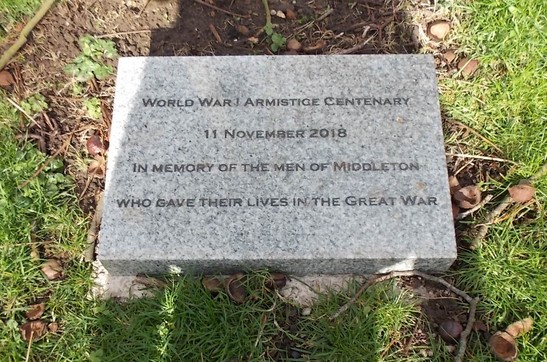 World War I Armistice Centenary
11 November 2018
In memory of the men of Middleton
who gave their lives in the Great War